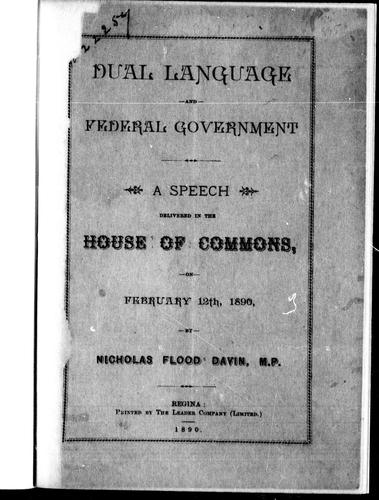 22257
DUAL LANGUAGE
—AND—
FEDERAL GOVERNMENT
A SPEECH
DELIVERED IN THE
HOUSE OF COMMONS,
—ON—
FEBRUARY 12th, 1890,
—BY—
NICHOLAS FLOOD DAVIN, M.P.
REGINA:
PRINTED BY THE LEADER COMPANY (LIMITED.)
1890.